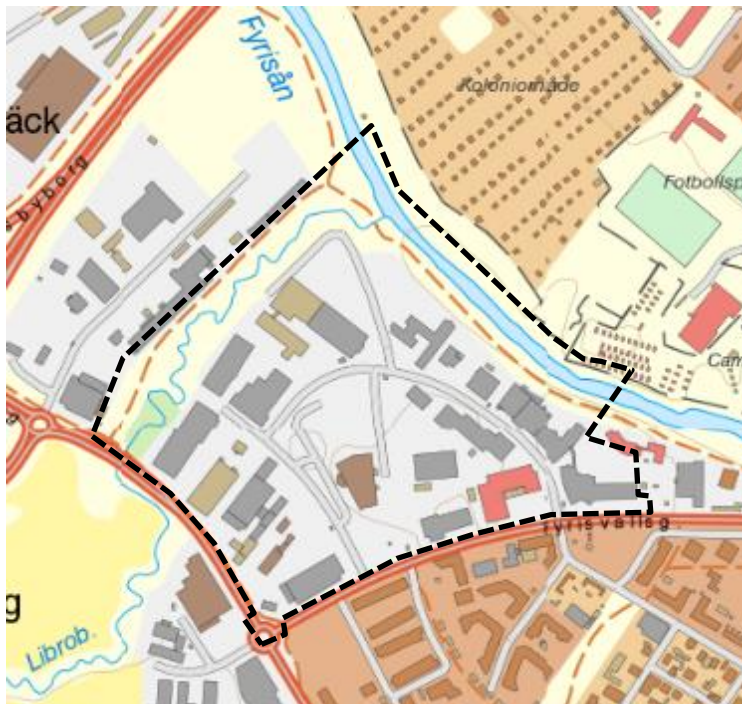 Fyrisån
Koloniområde
äck
byborg
Fotbollsp
Cam
fyrisvallsg.
g
Librob.